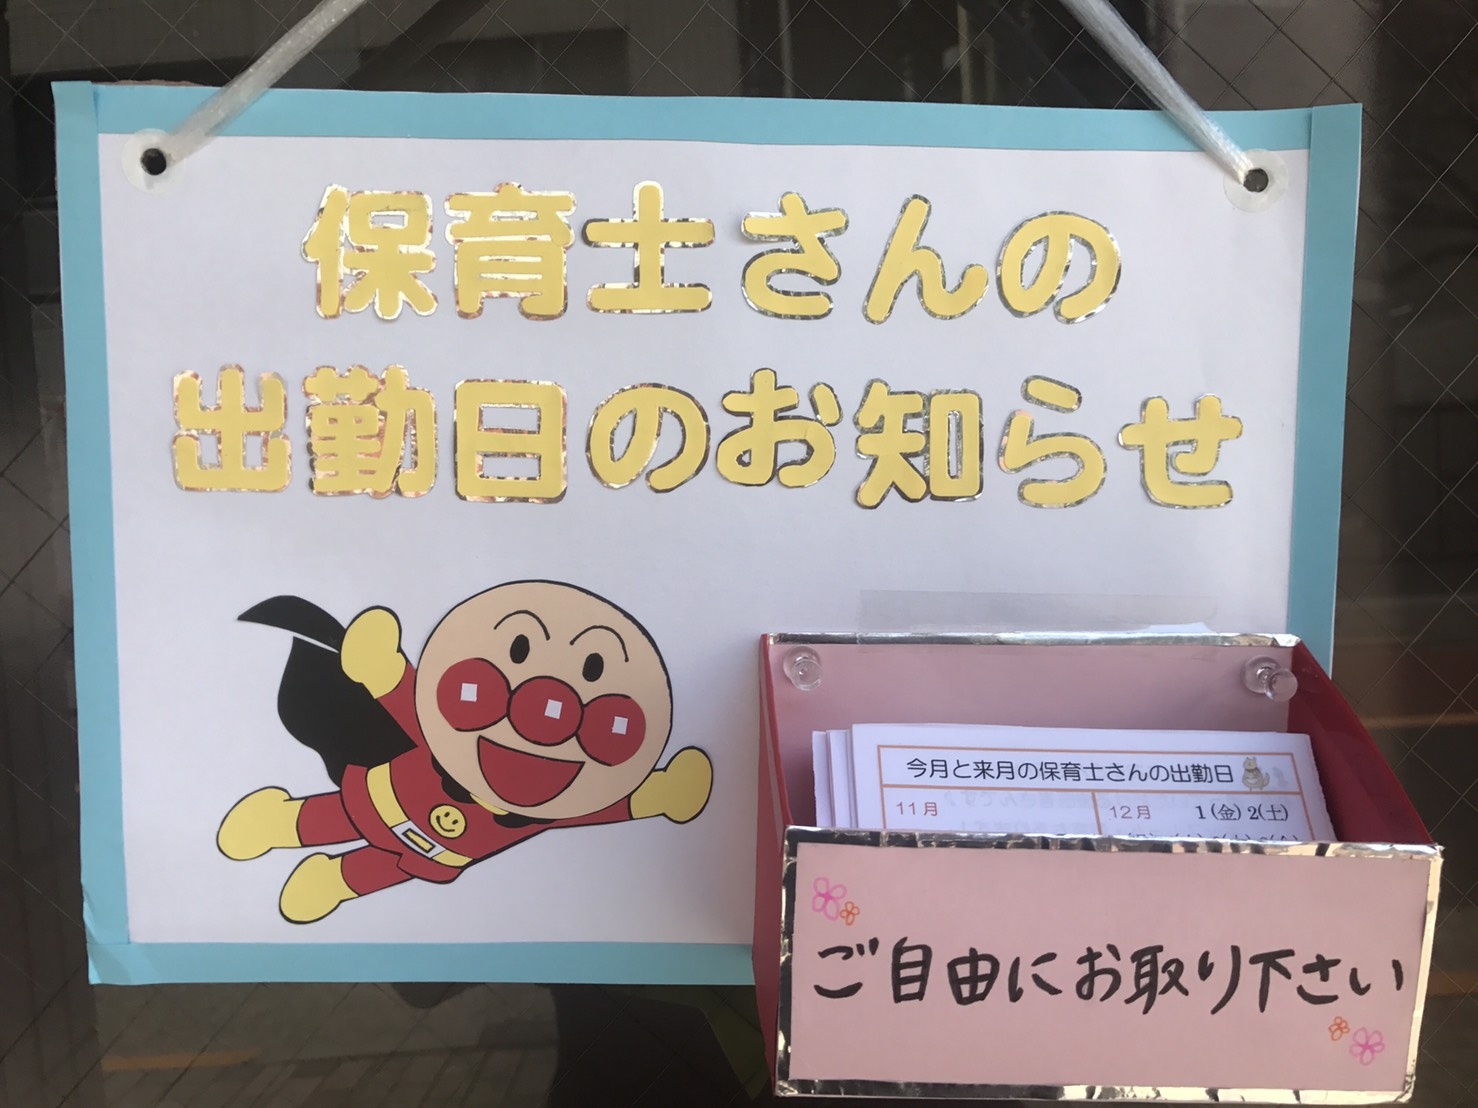 保育士さんの
出勤日のお知らせ
今月と来月の保育士さんの出勤日
11月
12月 1(金) 2(土)
ご自由にお取り下さい